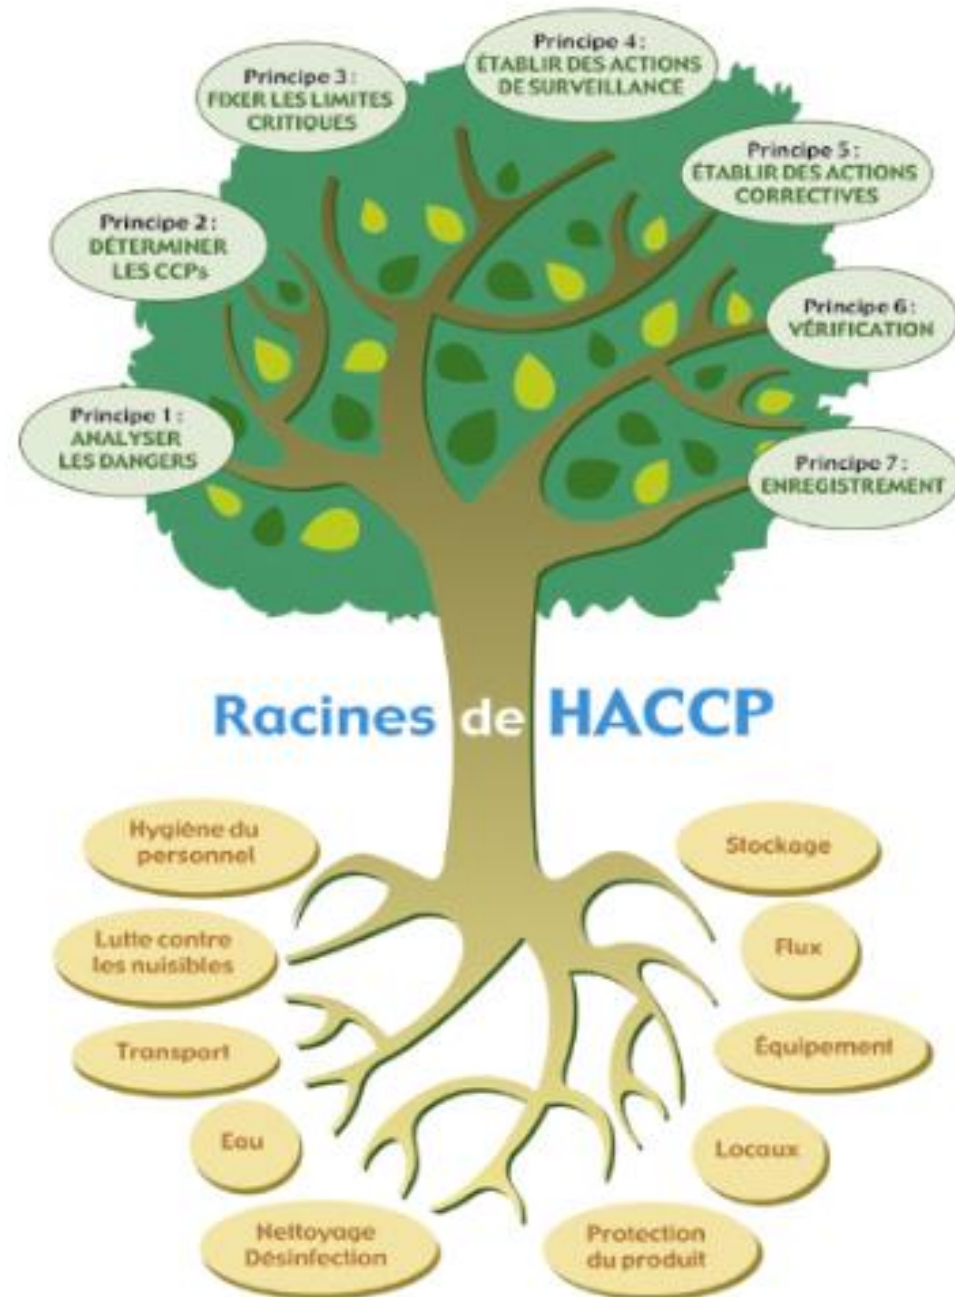 Principe 1 :
ANALYSER
LES DANGERS
Principe 2 :
DÉTERMINER
LES CCPs
Principe 3 :
FIXER LES LIMITES
CRITIQUES
Principe 4 :
ÉTABLIR DES ACTIONS
DE SURVEILLANCE
Principe 5 :
ÉTABLIR DES ACTIONS
CORRECTIVES
Principe 6 :
VÉRIFICATION
Principe 7 :
ENREGISTREMENT
Racines de HACCP
Hygiène du
personnel
Lutte contre
les nuisibles
Transport
Eau
Nettoyage
Désinfection
Stockage
Flux
Équipement
Locaux
Protection
du produit